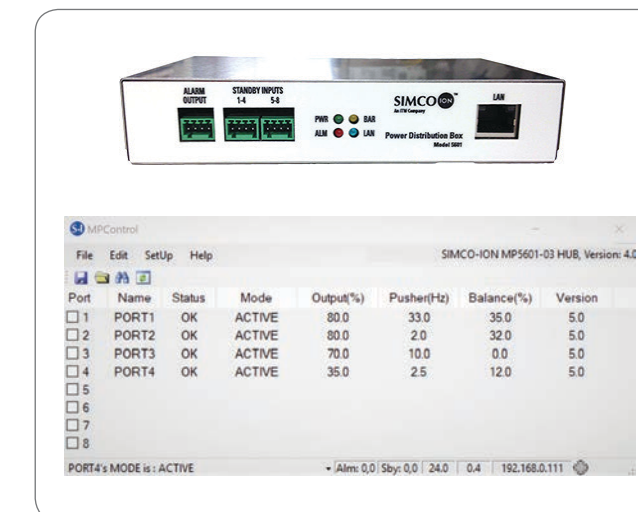 ALARM OUTPUT
STANDBY INPUTS
1-4 5-8
PWR BAR
ALM LAN
SIMCO ION™
An ITW Company
Power Distribution Box
Model 5601
LAN
MPControl
File Edit SetUp Help SIMCO-ION MP5601-03 HUB, Version: 4.0
Port Name Status Mode Output(%) Pusher(Hz) Balance(%) Version
1 PORT1 OK ACTIVE 80.0 33.0 35.0 5.0
2 PORT2 OK ACTIVE 80.0 2.0 32.0 5.0
3 PORT3 OK ACTIVE 70.0 10.0 0.0 5.0
4 PORT4 OK ACTIVE 35.0 2.5 12.0 5.0
5
6
7
8
PORT4's MODE is : ACTIVE Alm: 0,0 Sby: 0,0 24.0 0.4 192.168.0.111